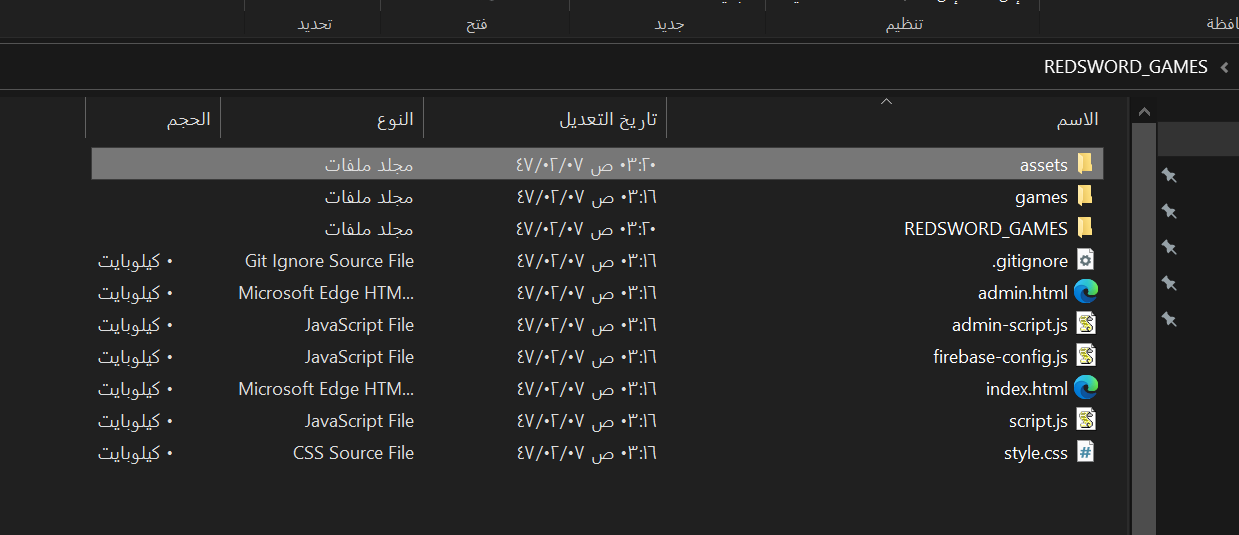 تحديد فتح جديد تنظيم
REDSWORD_GAMES
الاسم تاريخ التعديل النوع الحجم
assets ٠٣:٢٠ ص ٤٧/٠٢/٠٧ مجلد ملفات
games ٠٣:١٦ ص ٤٧/٠٢/٠٧ مجلد ملفات
REDSWORD_GAMES ٠٣:٢٠ ص ٤٧/٠٢/٠٧ مجلد ملفات
.gitignore ٠٣:١٦ ص ٤٧/٠٢/٠٧ Git Ignore Source File ٠ كيلوبايت
admin.html ٠٣:١٦ ص ٤٧/٠٢/٠٧ Microsoft Edge HTM... ٠ كيلوبايت
admin-script.js ٠٣:١٦ ص ٤٧/٠٢/٠٧ JavaScript File ٠ كيلوبايت
firebase-config.js ٠٣:١٦ ص ٤٧/٠٢/٠٧ JavaScript File ٠ كيلوبايت
index.html ٠٣:١٦ ص ٤٧/٠٢/٠٧ Microsoft Edge HTM... ٠ كيلوبايت
script.js ٠٣:١٦ ص ٤٧/٠٢/٠٧ JavaScript File ٠ كيلوبايت
style.css ٠٣:١٦ ص ٤٧/٠٢/٠٧ CSS Source File ٠ كيلوبايت